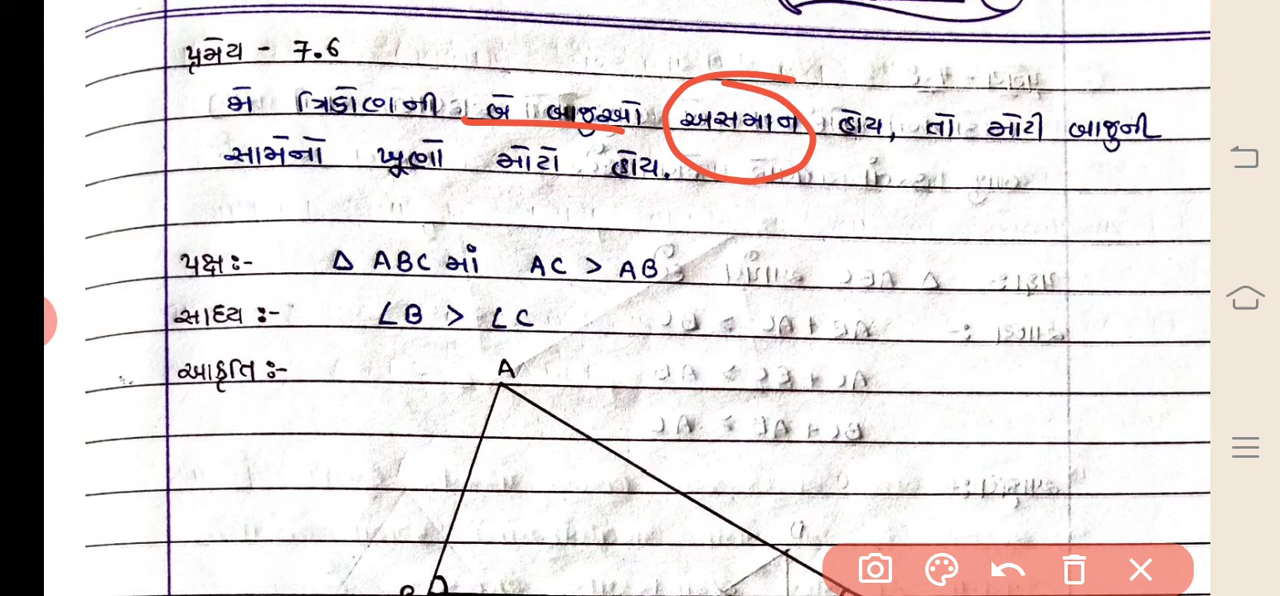 પ્રમેય - 7.6
જો ત્રિકોણની બે બાજુઓ અસમાન હોય, તો મોટી બાજુની
સામેનો ખૂણો મોટો હોય.
પક્ષ :- Δ ABC માં AC > AB
સાધ્ય :- ∠B > ∠C
આકૃતિ :-
A